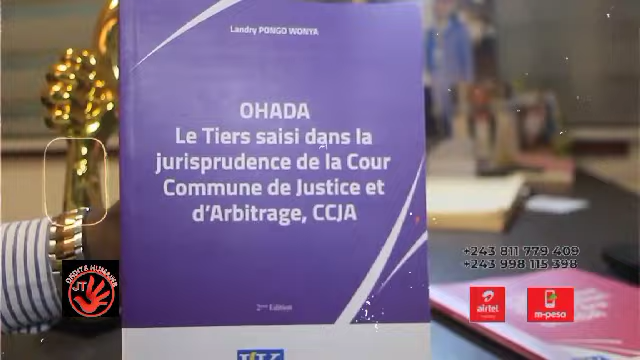 Landry PONGO WONYA
OHADA
Le Tiers saisi dans la
jurisprudence de la Cour
Commune de Justice et
d'Arbitrage, CCJA
2ème Edition
+243 811 779 409
+243 998 115 398
airtel
m-pesa